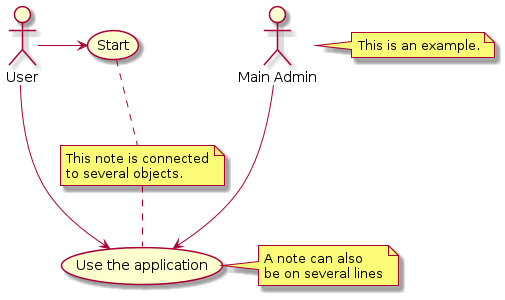 Start
This is an example.
User
Main Admin
This note is connected
to several objects.
Use the application
A note can also
be on several lines